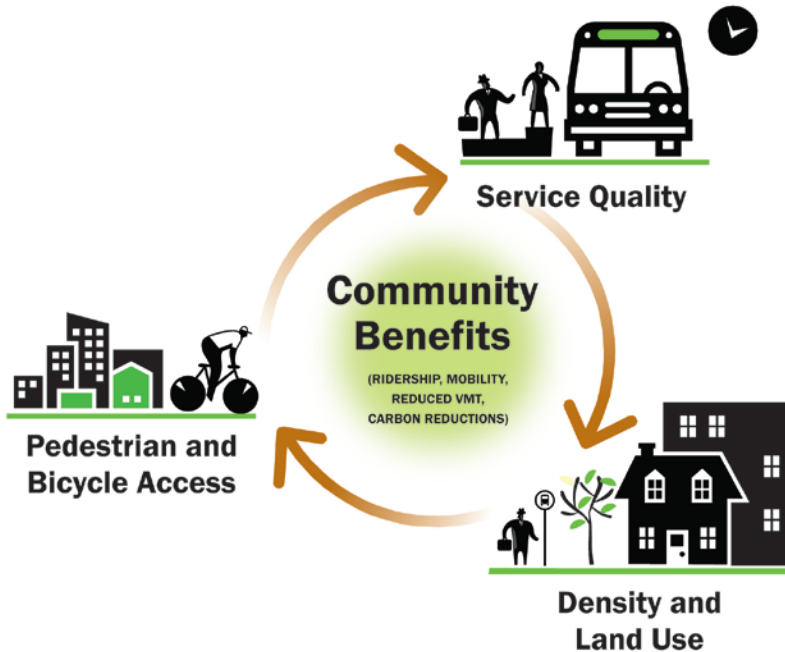 Service Quality
Community
Benefits
(RIDERSHIP, MOBILITY,
REDUCED VMT,
CARBON REDUCTIONS)
Pedestrian and
Bicycle Access
Density and
Land Use